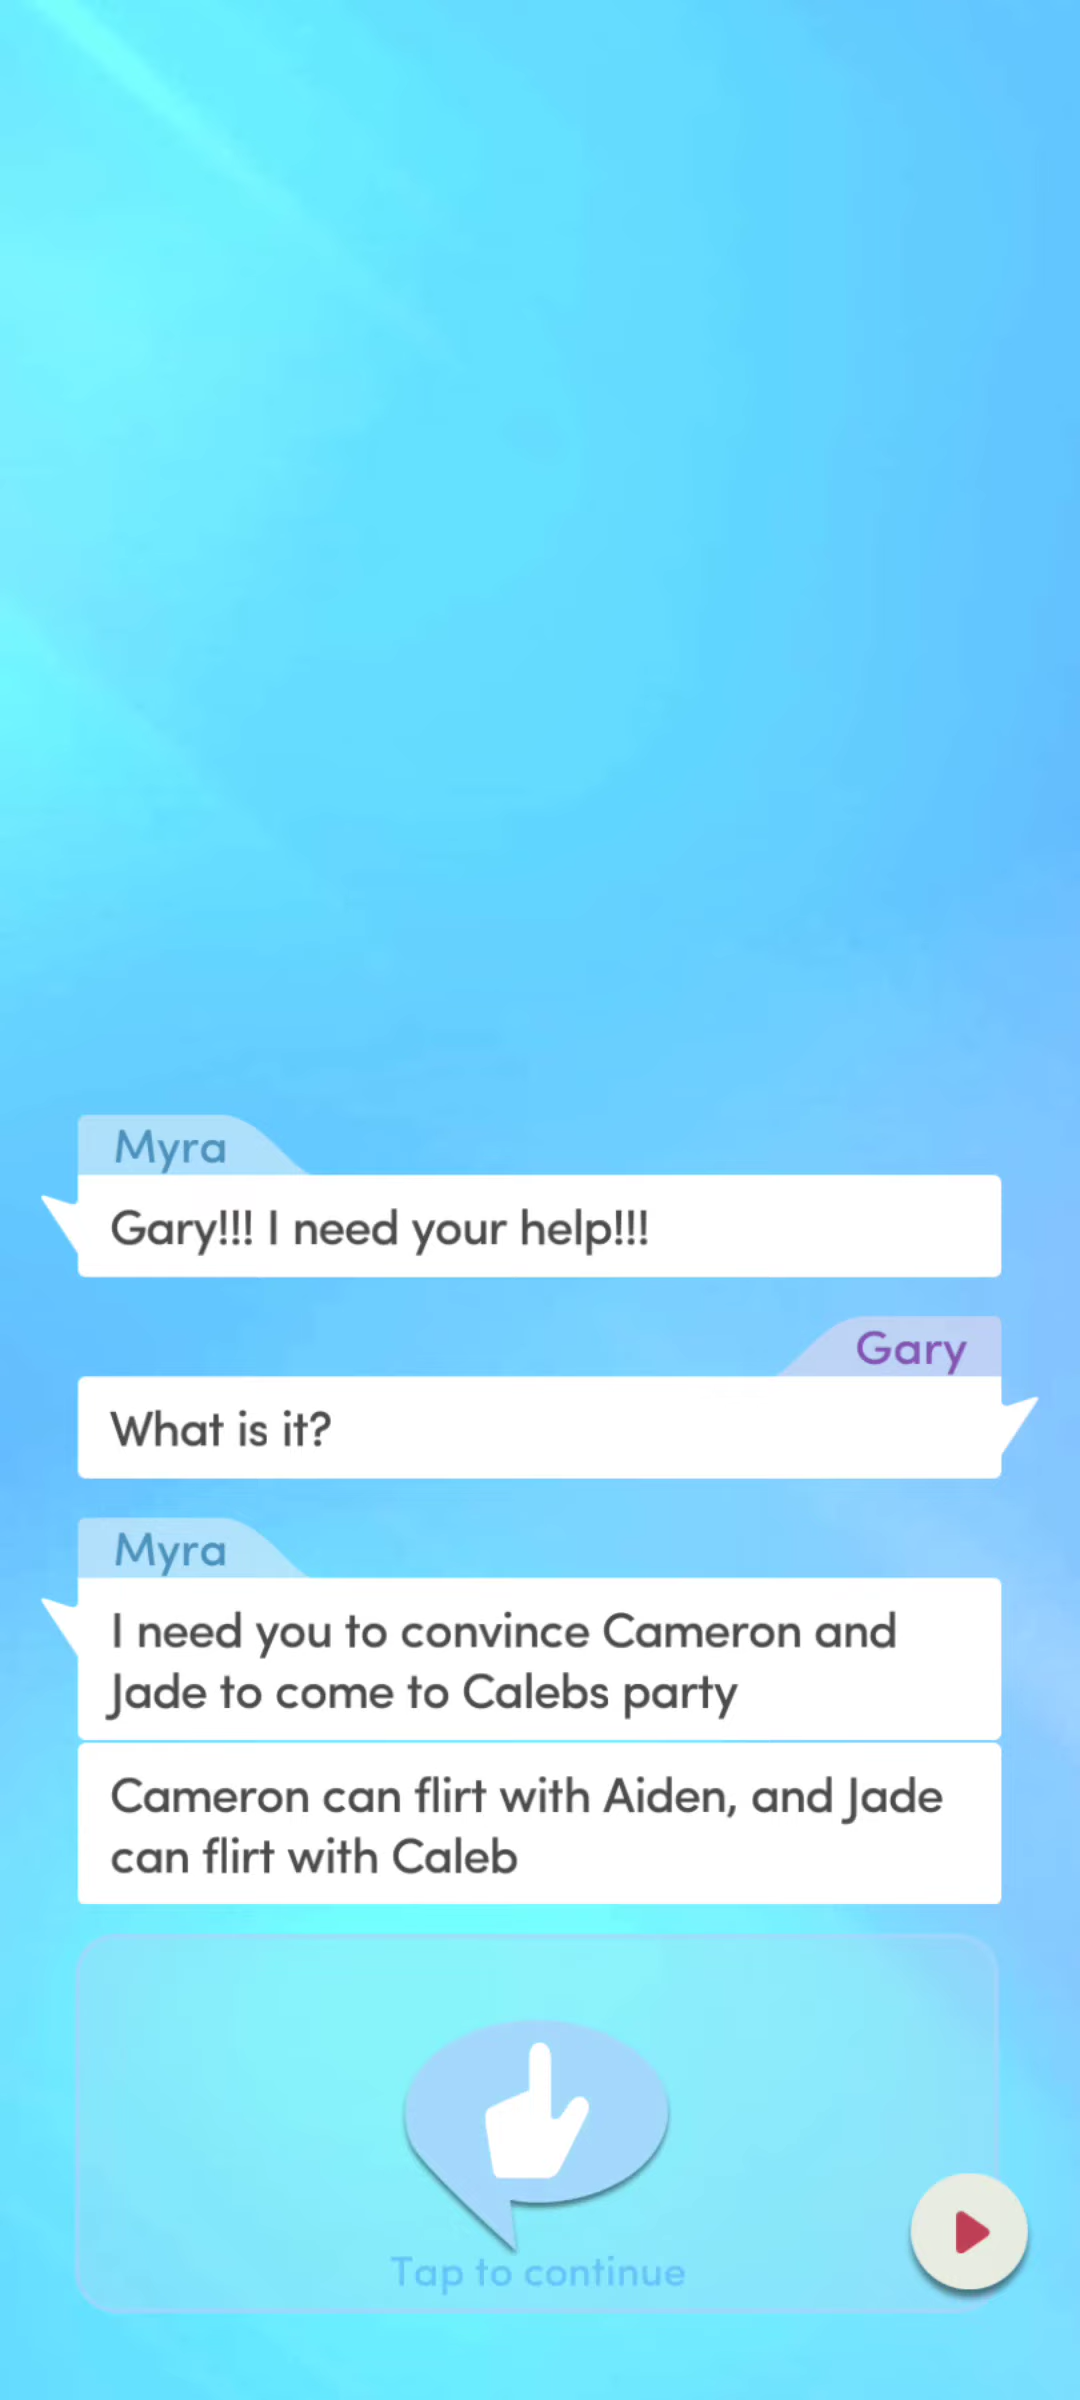 Myra
Gary!!! I need your help!!!
Gary
What is it?
Myra
I need you to convince Cameron and
Jade to come to Calebs party
Cameron can flirt with Aiden, and Jade
can flirt with Caleb
Tap to continue